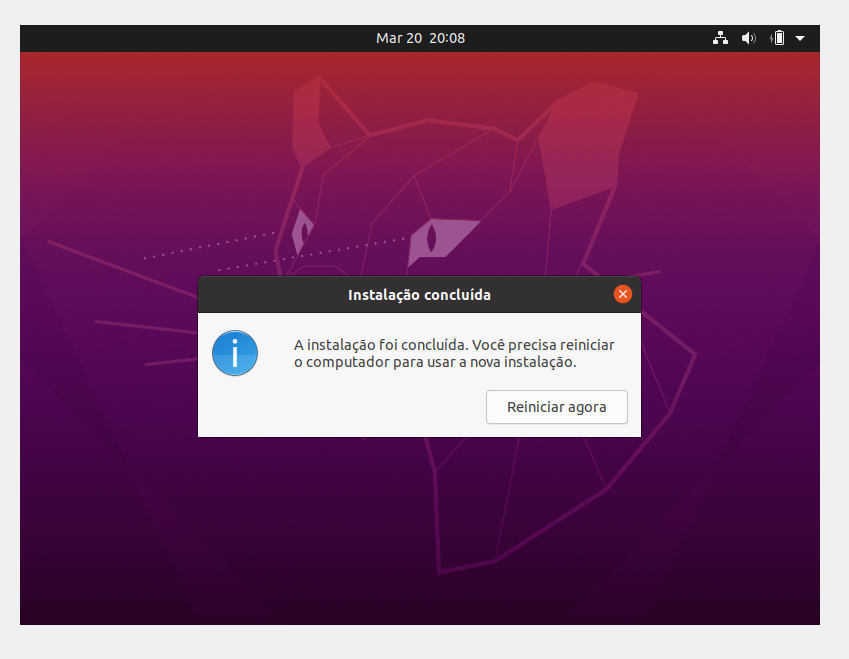 Mar 20 20:08
Instalação concluída
A instalação foi concluída. Você precisa reiniciar
o computador para usar a nova instalação.
Reiniciar agora